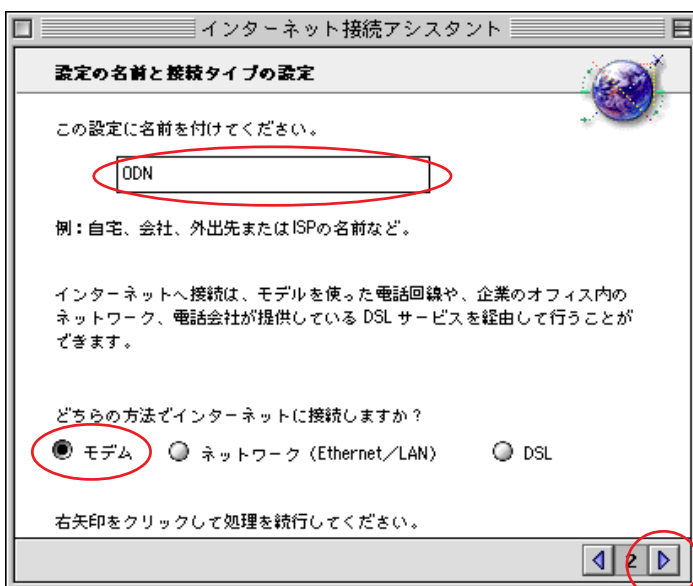 インターネット接続アシスタント
設定の名前と接続タイプの設定
この設定に名前を付けてください。
ODN
例：自宅、会社、外出先またはISPの名前など。
インターネットへ接続は、モデルを使った電話回線や、企業のオフィス内の
ネットワーク、電話会社が提供している DSL サービスを経由して行うことが
できます。
どちらの方法でインターネットに接続しますか？
モデム ネットワーク（Ethernet／LAN） DSL
右矢印をクリックして処理を続行してください。
2